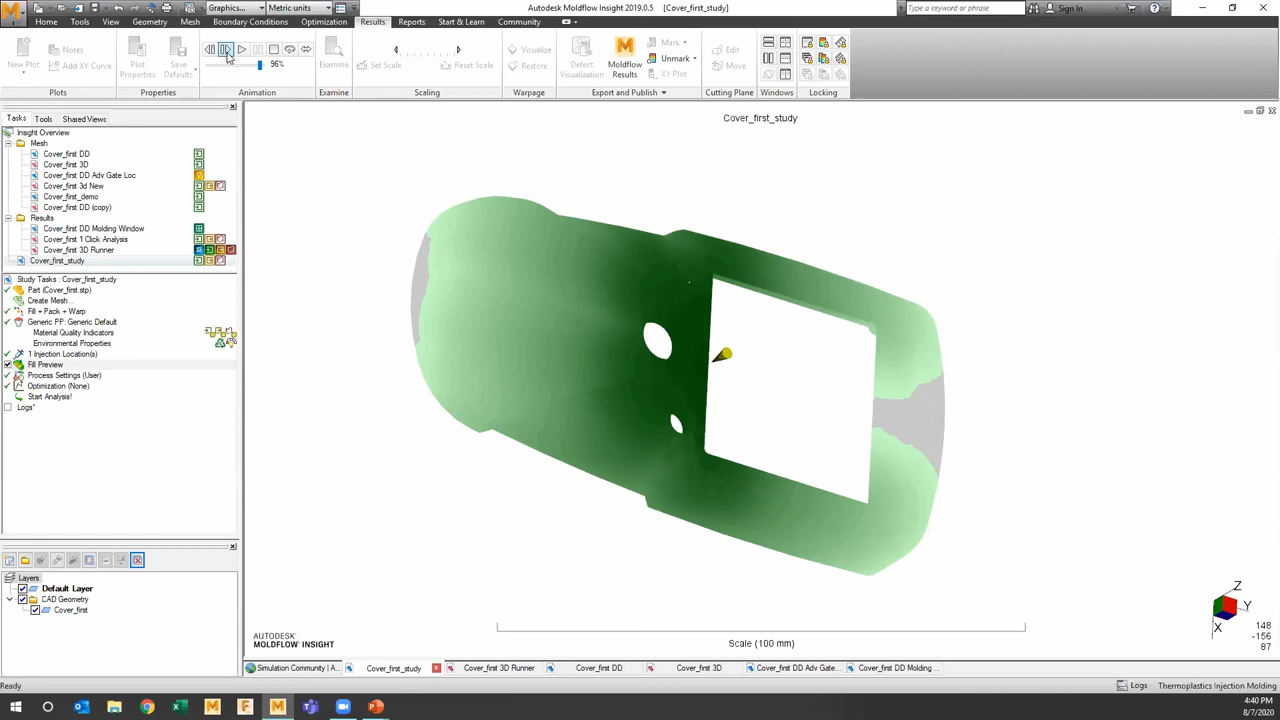 Graphics...
Metric units
Autodesk Moldflow Insight 2019.0.5 [Cover_first_study]
Type a keyword or phrase
Sign In
Home
Tools
View
Geometry
Mesh
Boundary Conditions
Optimization
Results
Reports
Start & Learn
Community
New Plot
Notes
Add XY Curve
Plot Properties
Save Defaults
96%
Examine
Set Scale
Reset Scale
Visualize
Restore
Defect Visualization
Moldflow Results
Mark
Unmark
XY Plot
Edit
Move
Plots
Properties
Animation
Examine
Scaling
Warpage
Export and Publish
Cutting Plane
Windows
Locking
Tasks
Tools
Shared Views
Insight Overview
Mesh
Cover_first DD
Cover_first 3D
Cover_first DD Adv Gate Loc
Cover_first 3d New
Cover_first_demo
Cover_first DD (copy)
Results
Cover_first DD Molding Window
Cover_first 1 Click Analysis
Cover_first 3D Runner
Cover_first_study
Study Tasks : Cover_first_study
Part (Cover_first.stp)
Create Mesh...
Fill + Pack + Warp
Generic PP: Generic Default
Material Quality Indicators
Environmental Properties
1 Injection Location(s)
Fill Preview
Process Settings (User)
Optimization (None)
Start Analysis!
Logs*
Layers
Default Layer
CAD Geometry
Cover_first
Cover_first_study
AUTODESK
MOLDFLOW INSIGHT
Scale (100 mm)
Z
Y
X
148
-156
87
Simulation Community | A...
Cover_first_study
Cover_first 3D Runner
Cover_first DD
Cover_first 3D
Cover_first DD Adv Gate...
Cover_first DD Molding ...
Ready
Logs
Thermoplastics Injection Molding
4:40 PM
8/7/2020